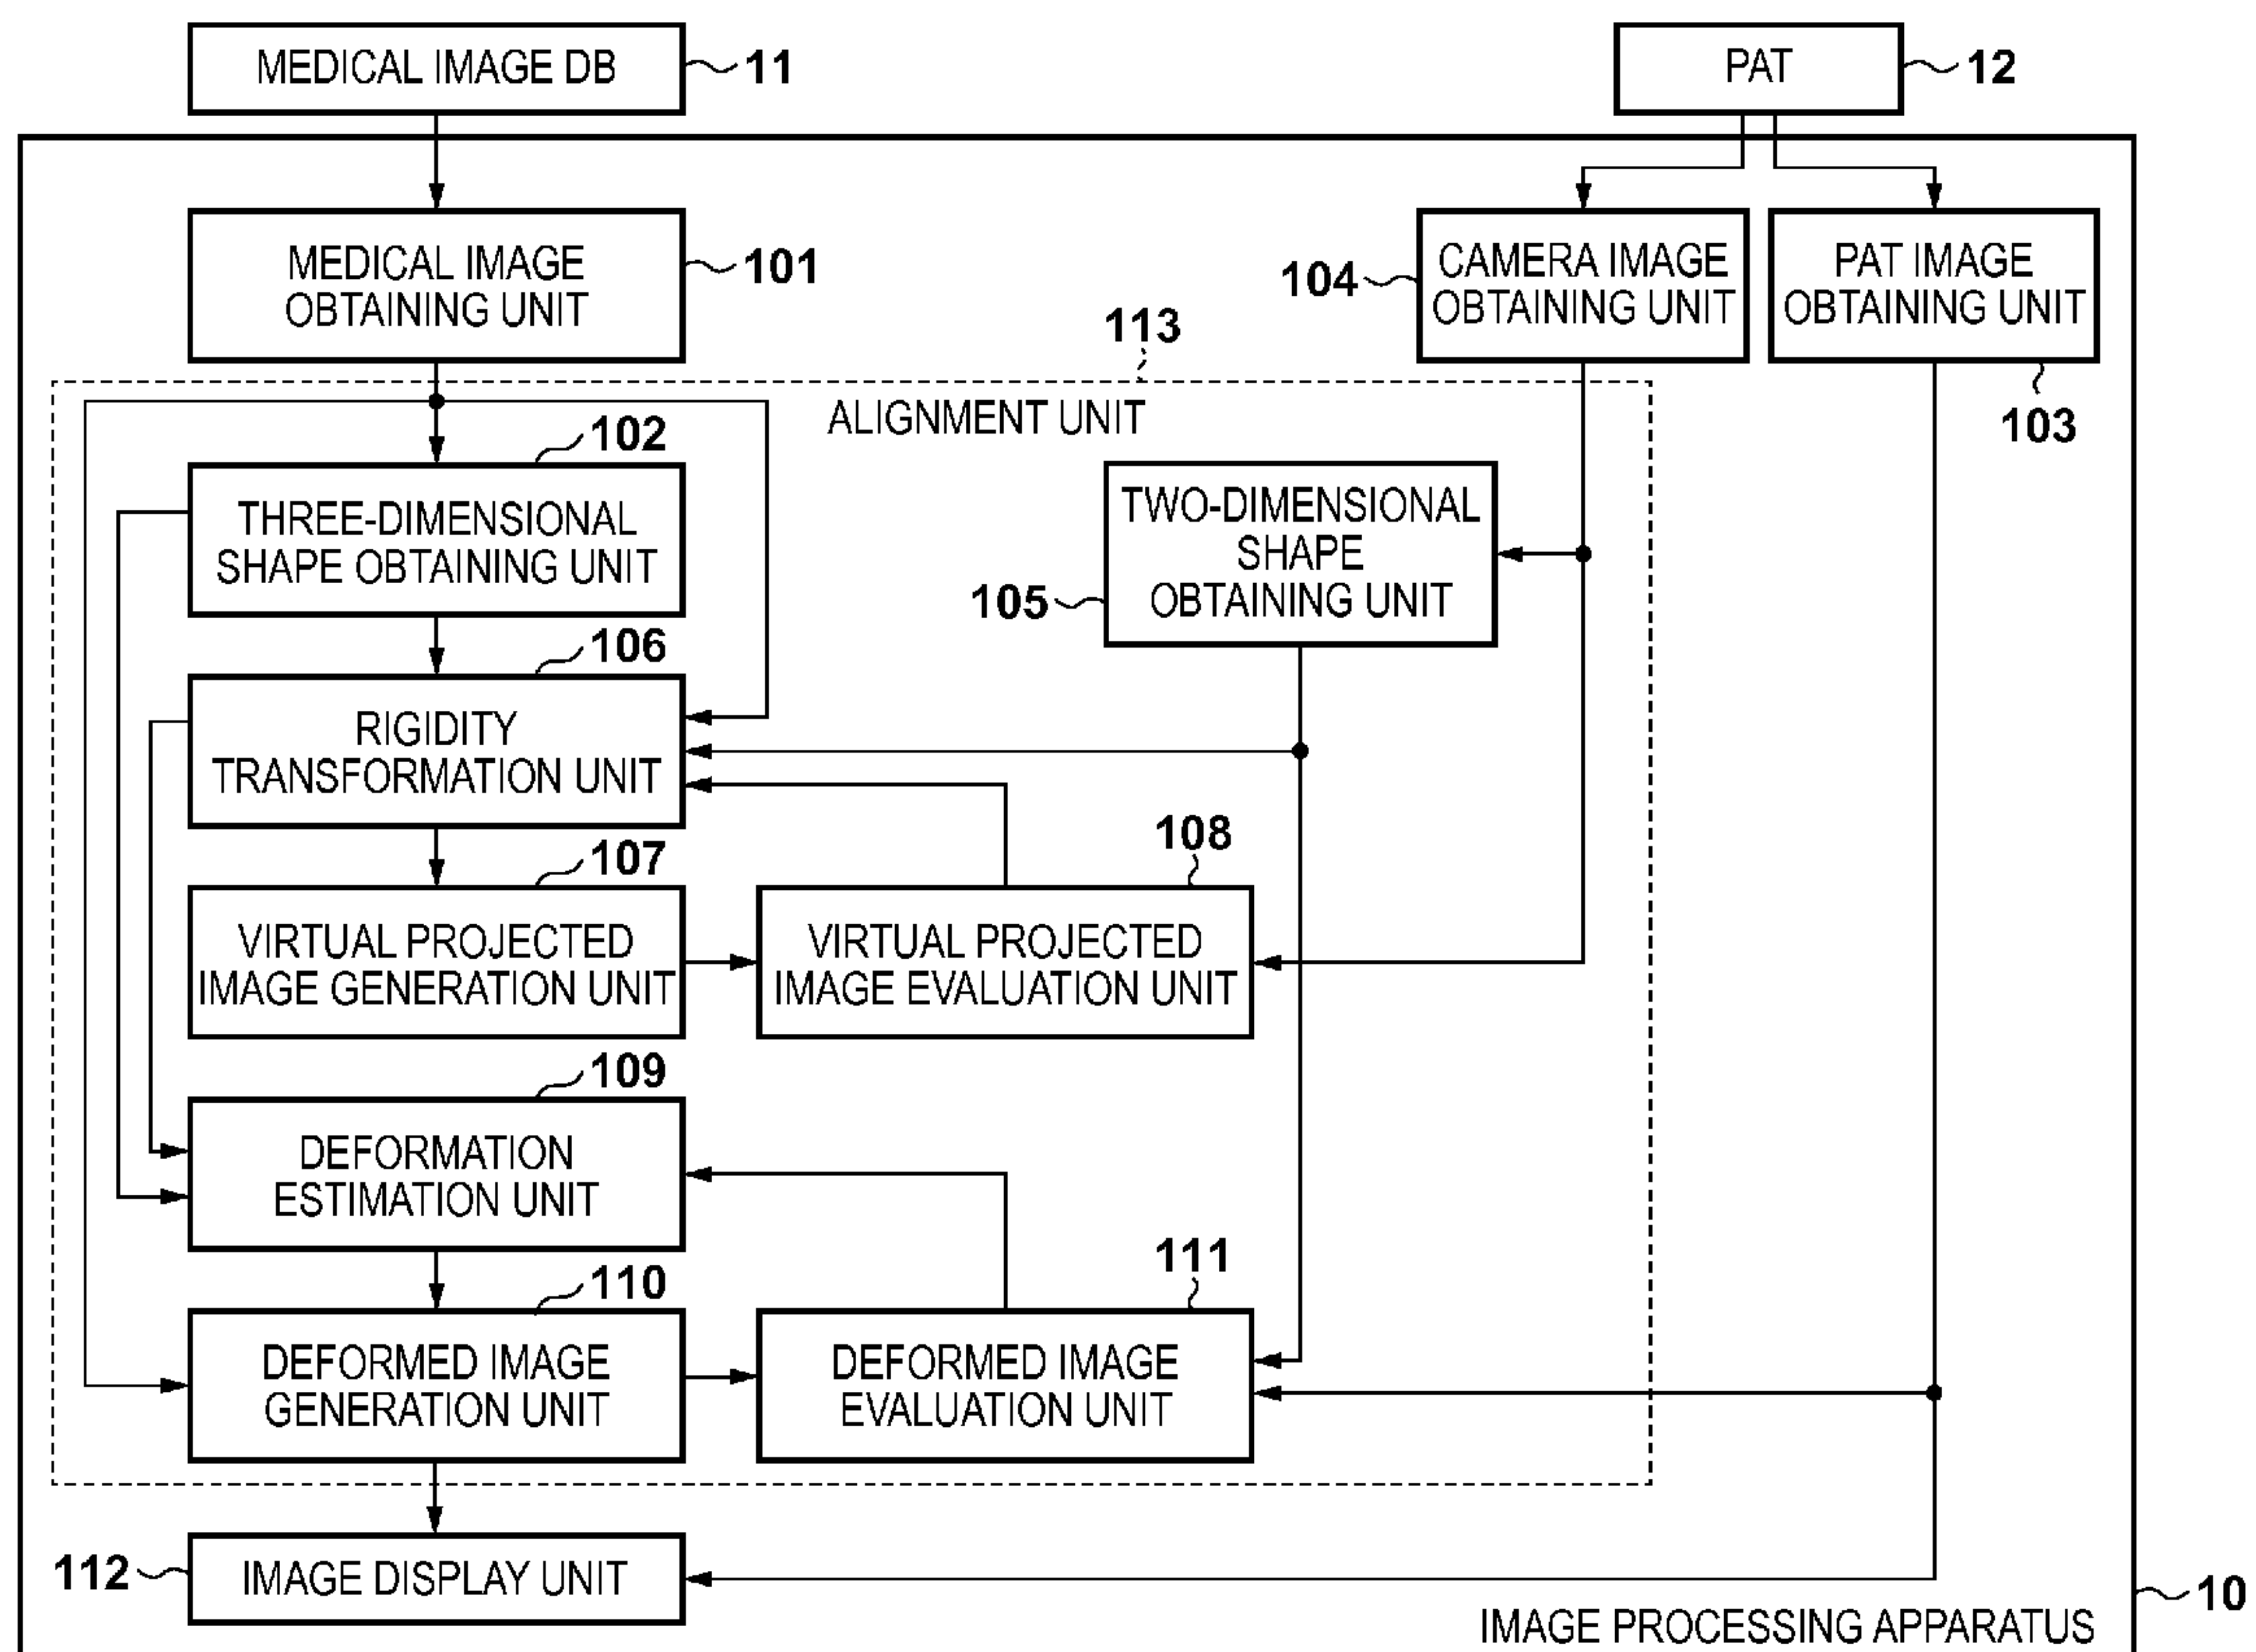 MEDICAL IMAGE DB
11
PAT
12
MEDICAL IMAGE
OBTAINING UNIT
101
104
CAMERA IMAGE
OBTAINING UNIT
PAT IMAGE
OBTAINING UNIT
103
113
ALIGNMENT UNIT
102
THREE-DIMENSIONAL
SHAPE OBTAINING UNIT
TWO-DIMENSIONAL
SHAPE
OBTAINING UNIT
105
106
RIGIDITY
TRANSFORMATION UNIT
107
VIRTUAL PROJECTED
IMAGE GENERATION UNIT
108
VIRTUAL PROJECTED
IMAGE EVALUATION UNIT
109
DEFORMATION
ESTIMATION UNIT
110
DEFORMED IMAGE
GENERATION UNIT
111
DEFORMED IMAGE
EVALUATION UNIT
112
IMAGE DISPLAY UNIT
10
IMAGE PROCESSING APPARATUS